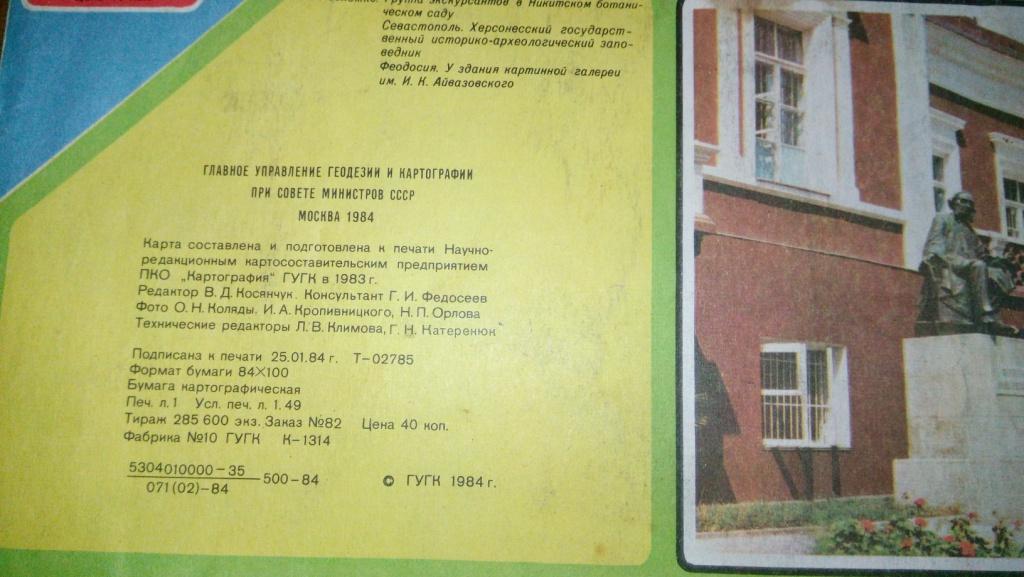 Группа экскурсантов в Никитском ботани-
ческом саду
Севастополь. Херсонесский государст-
венный историко-археологический запо-
ведник
Феодосия. У здания картинной галереи
им. И. К. Айвазовского
ГЛАВНОЕ УПРАВЛЕНИЕ ГЕОДЕЗИИ И КАРТОГРАФИИ
ПРИ СОВЕТЕ МИНИСТРОВ СССР
МОСКВА 1984
Карта составлена и подготовлена к печати Научно-
редакционным картосоставительским предприятием
ПКО „Картография" ГУГК в 1983 г.
Редактор В. Д. Косянчук. Консультант Г. И. Федосеев
Фото О. Н. Коляды. И. А. Кропивницкого, Н. П. Орлова
Технические редакторы Л. В. Климова, Г. Н. Катеренюк
Подписана к печати 25.01.84 г. Т-02785
Формат бумаги 84×100
Бумага картографическая
Печ. л.1 Усл. печ. л. 1.49
Тираж 285 600 экз. Заказ №82 Цена 40 коп.
Фабрика №10 ГУГК К-1314
5304010000-35
071(02)-84
500-84
© ГУГК 1984 г.